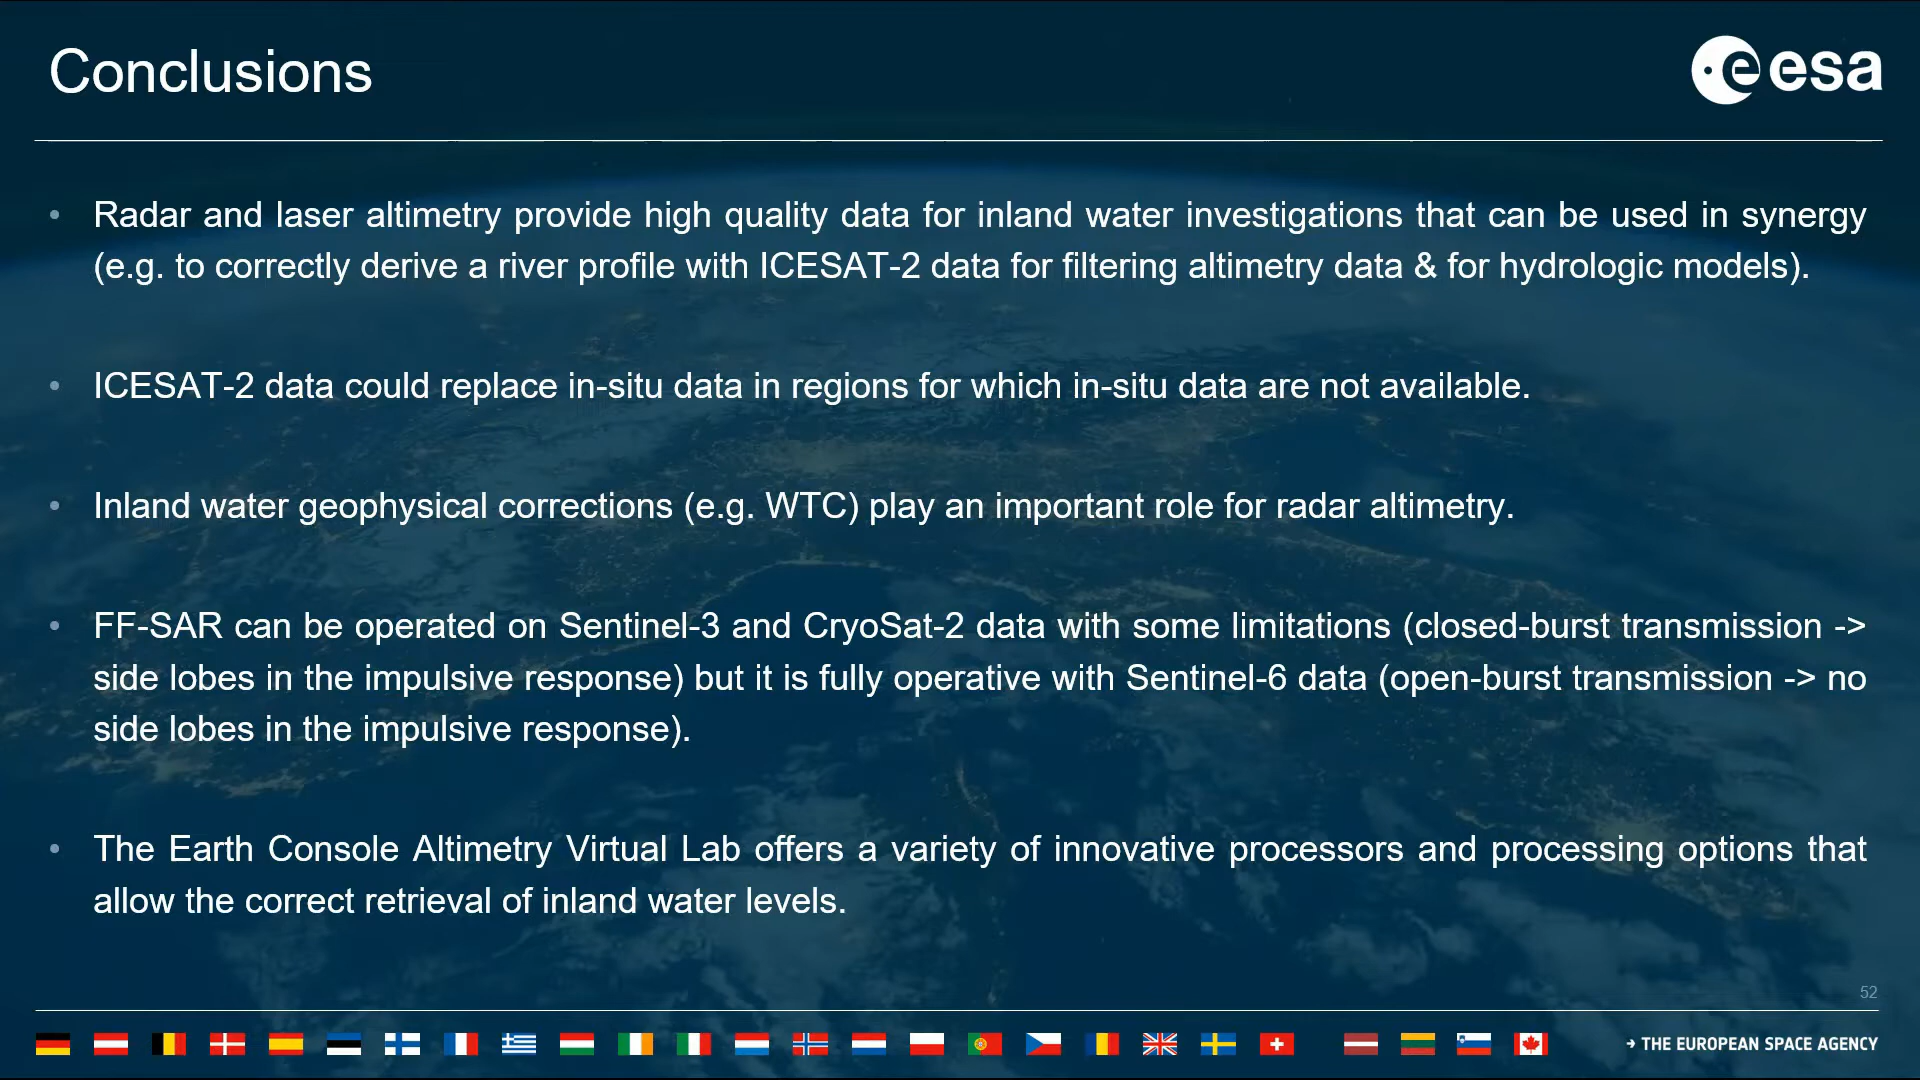 Conclusions
esa
• Radar and laser altimetry provide high quality data for inland water investigations that can be used in synergy
(e.g. to correctly derive a river profile with ICESAT-2 data for filtering altimetry data & for hydrologic models).
• ICESAT-2 data could replace in-situ data in regions for which in-situ data are not available.
• Inland water geophysical corrections (e.g. WTC) play an important role for radar altimetry.
• FF-SAR can be operated on Sentinel-3 and CryoSat-2 data with some limitations (closed-burst transmission ->
side lobes in the impulsive response) but it is fully operative with Sentinel-6 data (open-burst transmission -> no
side lobes in the impulsive response).
• The Earth Console Altimetry Virtual Lab offers a variety of innovative processors and processing options that
allow the correct retrieval of inland water levels.
52
→ THE EUROPEAN SPACE AGENCY